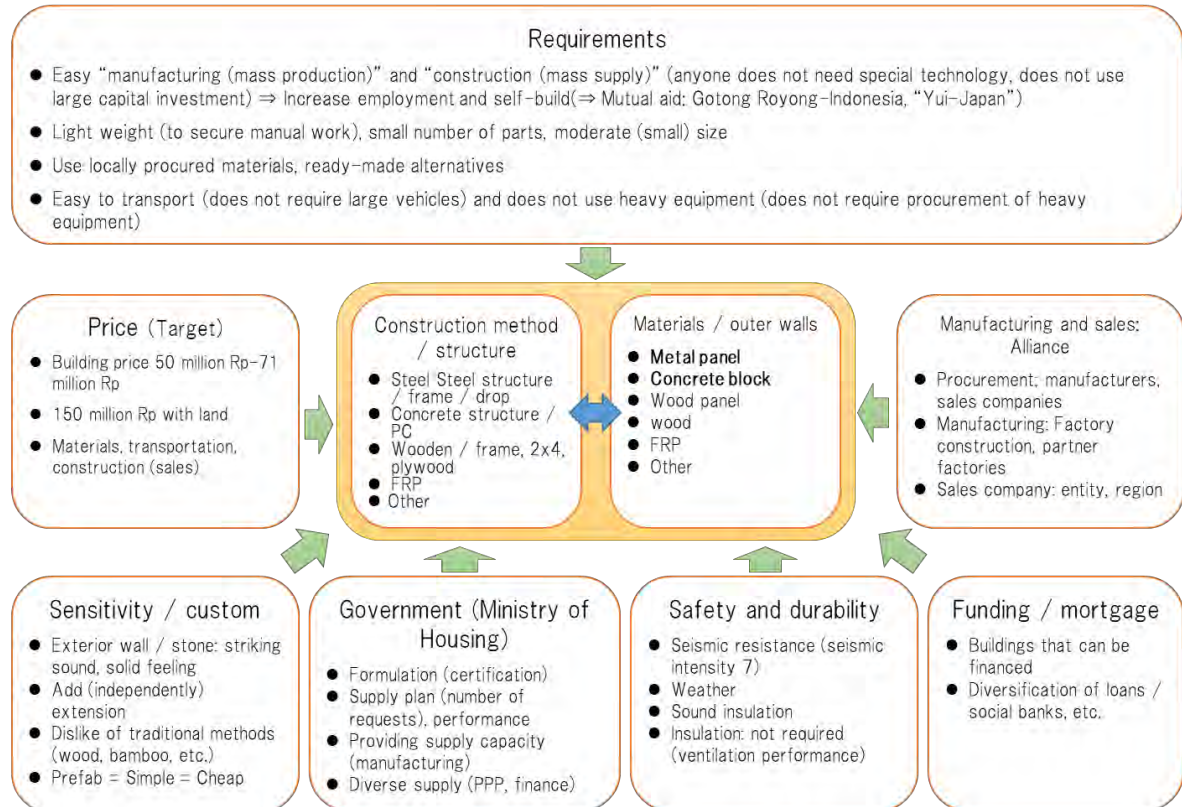 Requirements
● Easy “manufacturing (mass production)” and “construction (mass supply)” (anyone does not need special technology, does not use
large capital investment) ⇒ Increase employment and self-build(⇒ Mutual aid: Gotong Royong-Indonesia, “Yui-Japan”)
● Light weight (to secure manual work), small number of parts, moderate (small) size
● Use locally procured materials, ready-made alternatives
● Easy to transport (does not require large vehicles) and does not use heavy equipment (does not require procurement of heavy
equipment)
Price (Target)
● Building price 50 million Rp-71
million Rp
● 150 million Rp with land
● Materials, transportation,
construction (sales)
Construction method
/ structure
● Steel Steel structure
/ frame / drop
● Concrete structure /
PC
● Wooden / frame, 2x4,
plywood
● FRP
● Other
Materials / outer walls
● Metal panel
● Concrete block
● Wood panel
● wood
● FRP
● Other
Manufacturing and sales:
Alliance
● Procurement, manufacturers,
sales companies
● Manufacturing: Factory
construction, partner
factories
● Sales company: entity, region
Sensitivity / custom
● Exterior wall / stone: striking
sound, solid feeling
● Add (independently)
extension
● Dislike of traditional methods
(wood, bamboo, etc.)
● Prefab = Simple = Cheap
Government (Ministry of
Housing)
● Formulation (certification)
● Supply plan (number of
requests), performance
● Providing supply capacity
(manufacturing)
● Diverse supply (PPP, finance)
Safety and durability
● Seismic resistance (seismic
intensity 7)
● Weather
● Sound insulation
● Insulation: not required
(ventilation performance)
Funding / mortgage
● Buildings that can be
financed
● Diversification of loans /
social banks, etc.